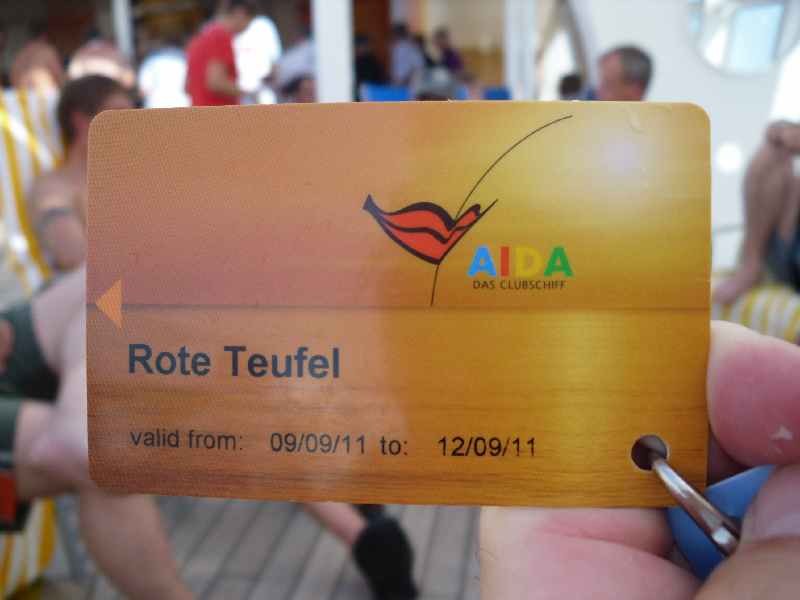 AIDA
DAS CLUBSCHIFF
Rote Teufel
valid from: 09/09/11 to: 12/09/11